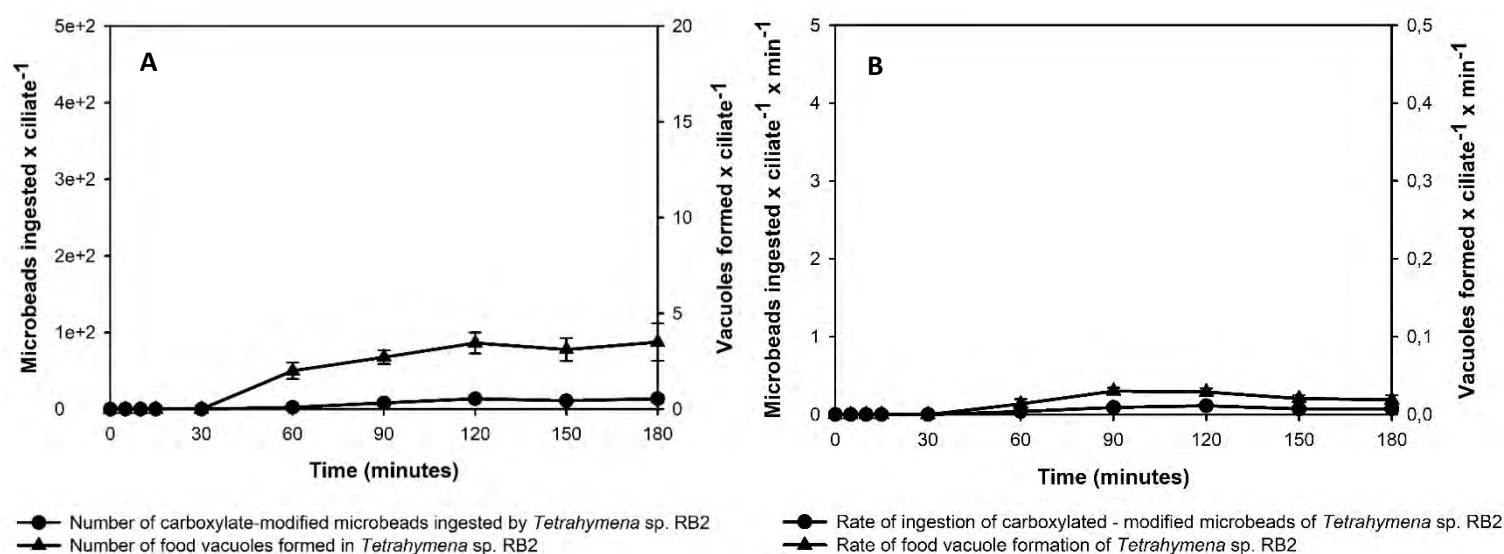 A
Microbeads ingested x ciliate-1
5e+2
4e+2
3e+2
2e+2
1e+2
0
20
15
10
5
0
Vacuoles formed x ciliate-1
0 30 60 90 120 150 180
Time (minutes)
Number of carboxylate-modified microbeads ingested by Tetrahymena sp. RB2
Number of food vacuoles formed in Tetrahymena sp. RB2
B
Microbeads ingested x ciliate-1 x min-1
5
4
3
2
1
0
0,5
0,4
0,3
0,2
0,1
0,0
Vacuoles formed x ciliate-1 x min-1
0 30 60 90 120 150 180
Time (minutes)
Rate of ingestion of carboxylated - modified microbeads of Tetrahymena sp. RB2
Rate of food vacuole formation of Tetrahymena sp. RB2